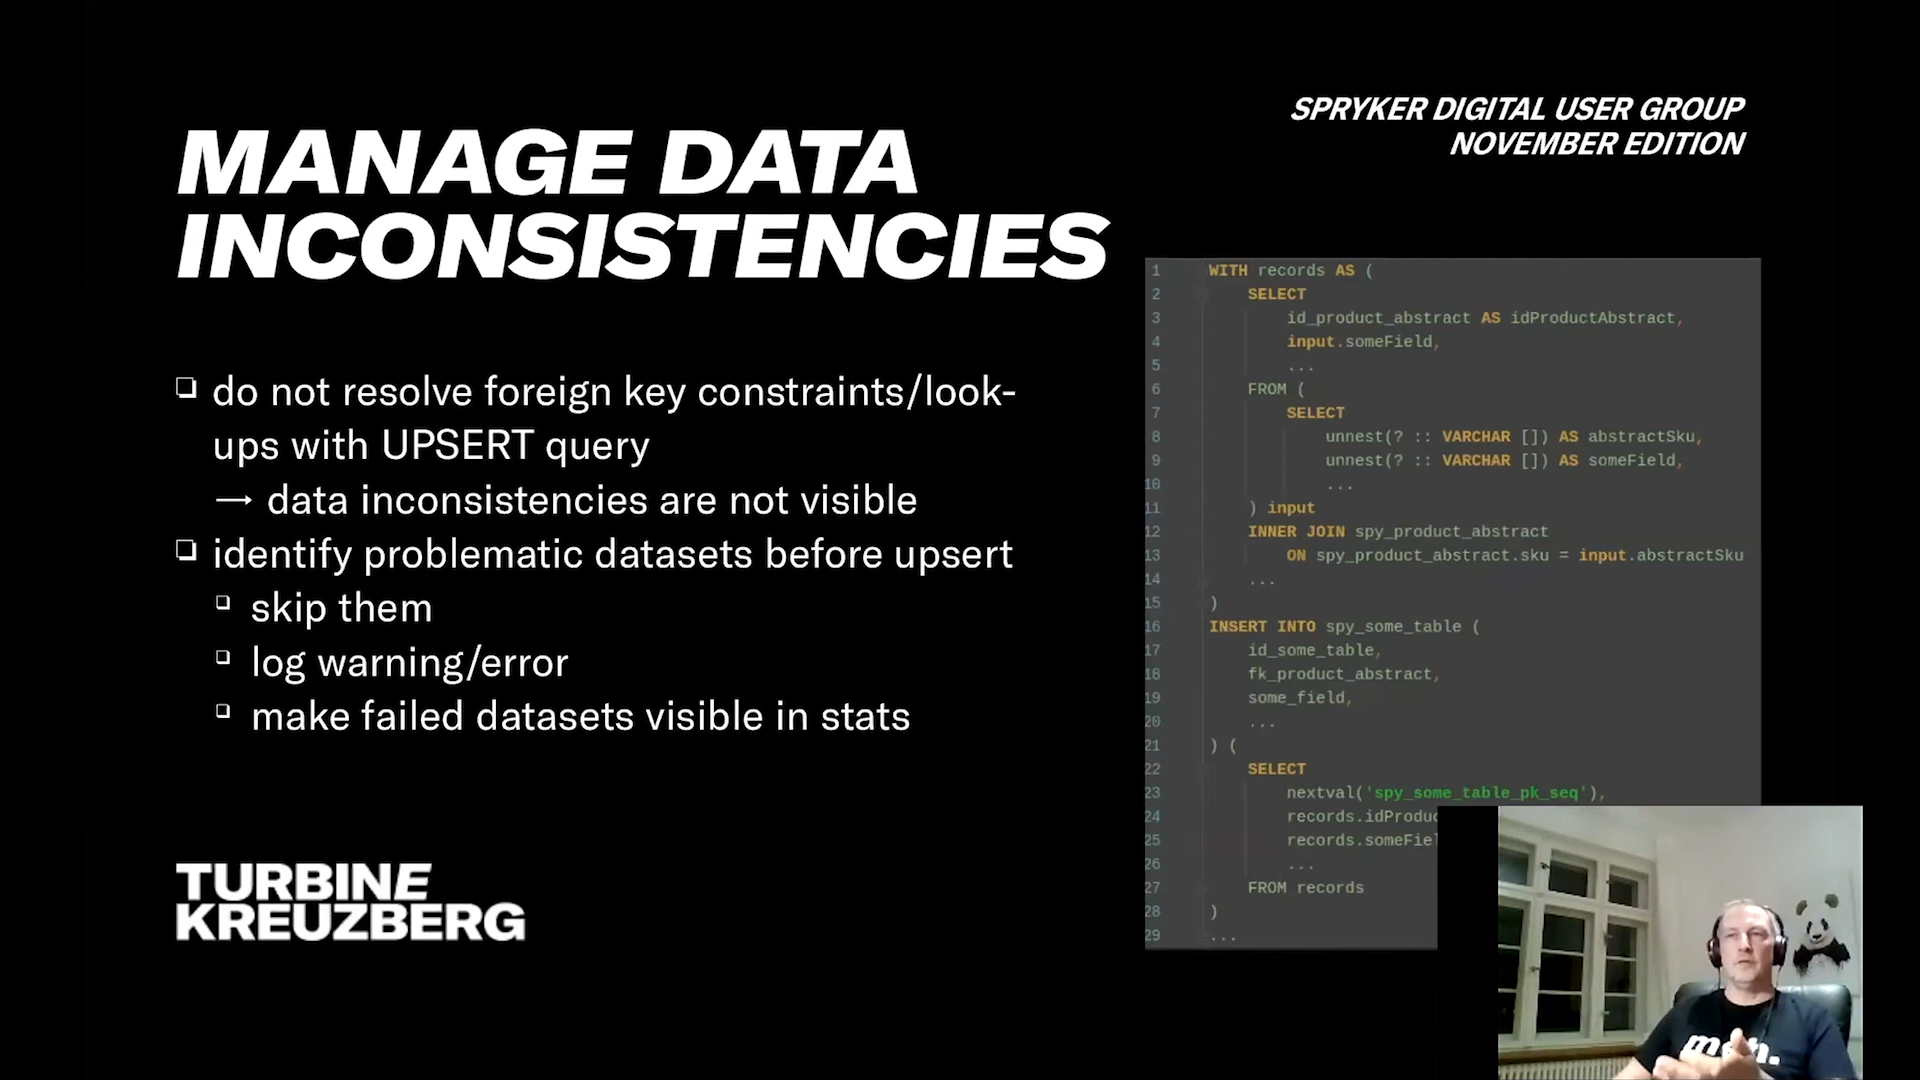 SPRYKER DIGITAL USER GROUP
NOVEMBER EDITION
MANAGE DATA
INCONSISTENCIES
do not resolve foreign key constraints/look-
ups with UPSERT query
→ data inconsistencies are not visible
identify problematic datasets before upsert
skip them
log warning/error
make failed datasets visible in stats
1 WITH records AS (
2 SELECT
3 id_product_abstract AS idProductAbstract,
4 input.someField,
5 ...
6 FROM (
7 SELECT
8 unnest(? :: VARCHAR []) AS abstractSku,
9 unnest(? :: VARCHAR []) AS someField,
10 ...
11 ) input
12 INNER JOIN spy_product_abstract
13 ON spy_product_abstract.sku = input.abstractSku
14 ...
15 )
16 INSERT INTO spy_some_table (
17 id_some_table,
18 fk_product_abstract,
19 some_field,
20 ...
21 ) (
22 SELECT
23 nextval('spy_some_table_pk_seq'),
24 records.idProduc
25 records.someFiel
26 ...
27 FROM records
28 )
29 ...
TURBINE
KREUZBERG